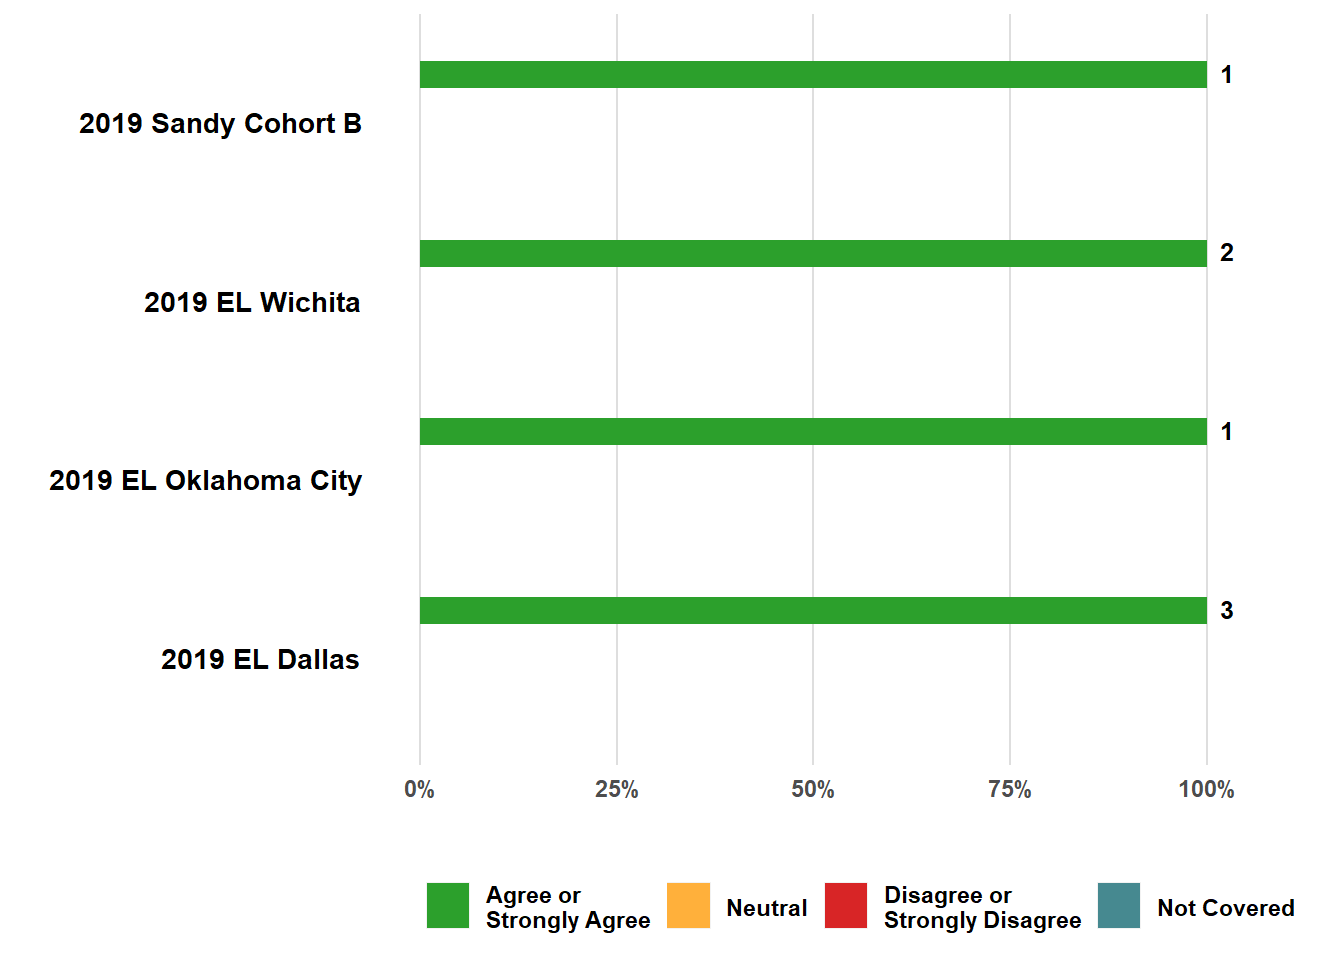 1
2019 Sandy Cohort B
2
2019 EL Wichita
1
2019 EL Oklahoma City
3
2019 EL Dallas
0% 25% 50% 75% 100%
Agree or
Strongly Agree
Neutral
Disagree or
Strongly Disagree
Not Covered